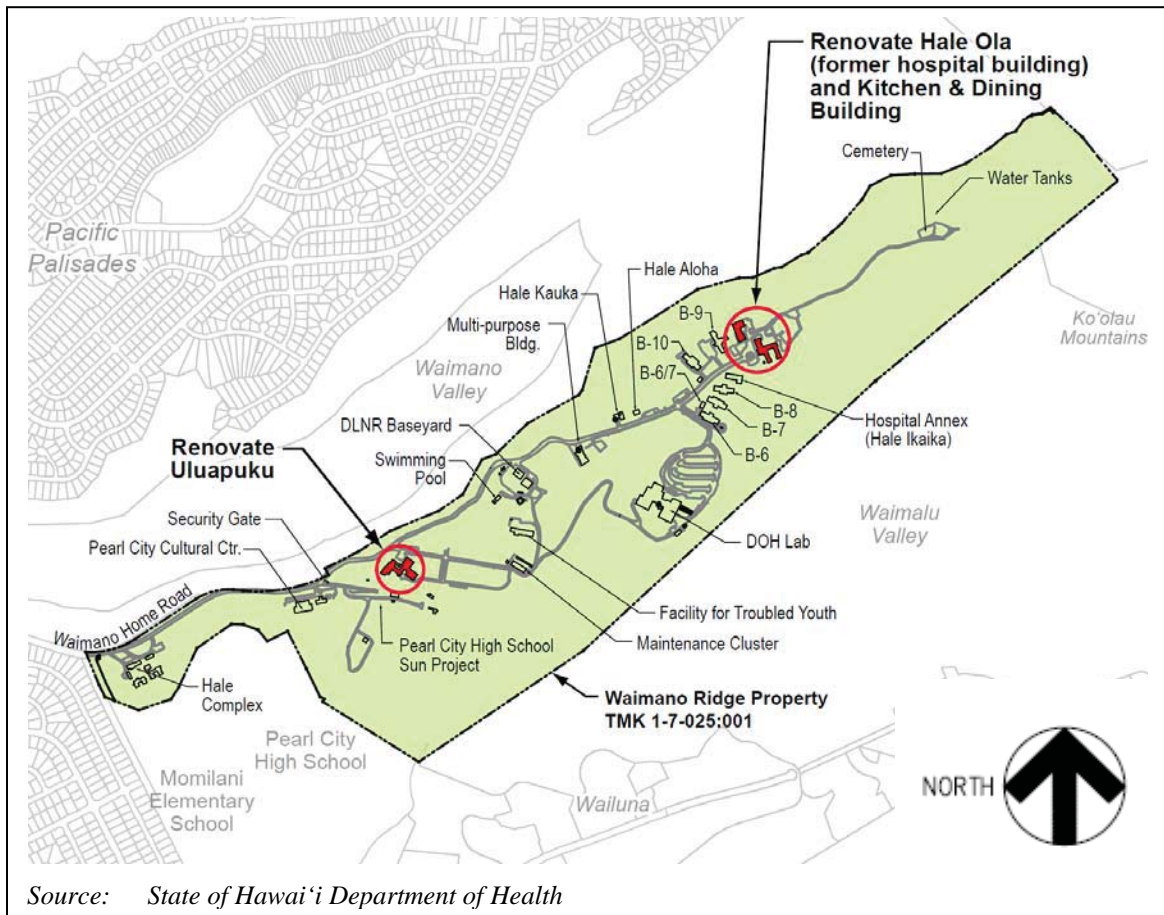 Renovate Hale Ola
(former hospital building)
and Kitchen & Dining
Building
Cemetery
Water Tanks
Pacific
Palisades
Hale Aloha
Hale Kauka
Multi-purpose
Bldg.
B-9
B-10
B-6/7
Ko'olau
Mountains
Waimano
Valley
B-8
B-7
B-6
Hospital Annex
(Hale Ikaika)
DLNR Baseyard
Swimming
Pool
Renovate
Uluapuku
Waimalu
Valley
Security Gate
DOH Lab
Pearl City Cultural Ctr.
Waimano Home Road
Facility for Troubled Youth
Maintenance Cluster
Pearl City High School
Sun Project
Hale
Complex
Waimano Ridge Property
TMK 1-7-025:001
Pearl City
High School
Momilani
Elementary
School
Wailuna
NORTH
Source: State of Hawai‘i Department of Health